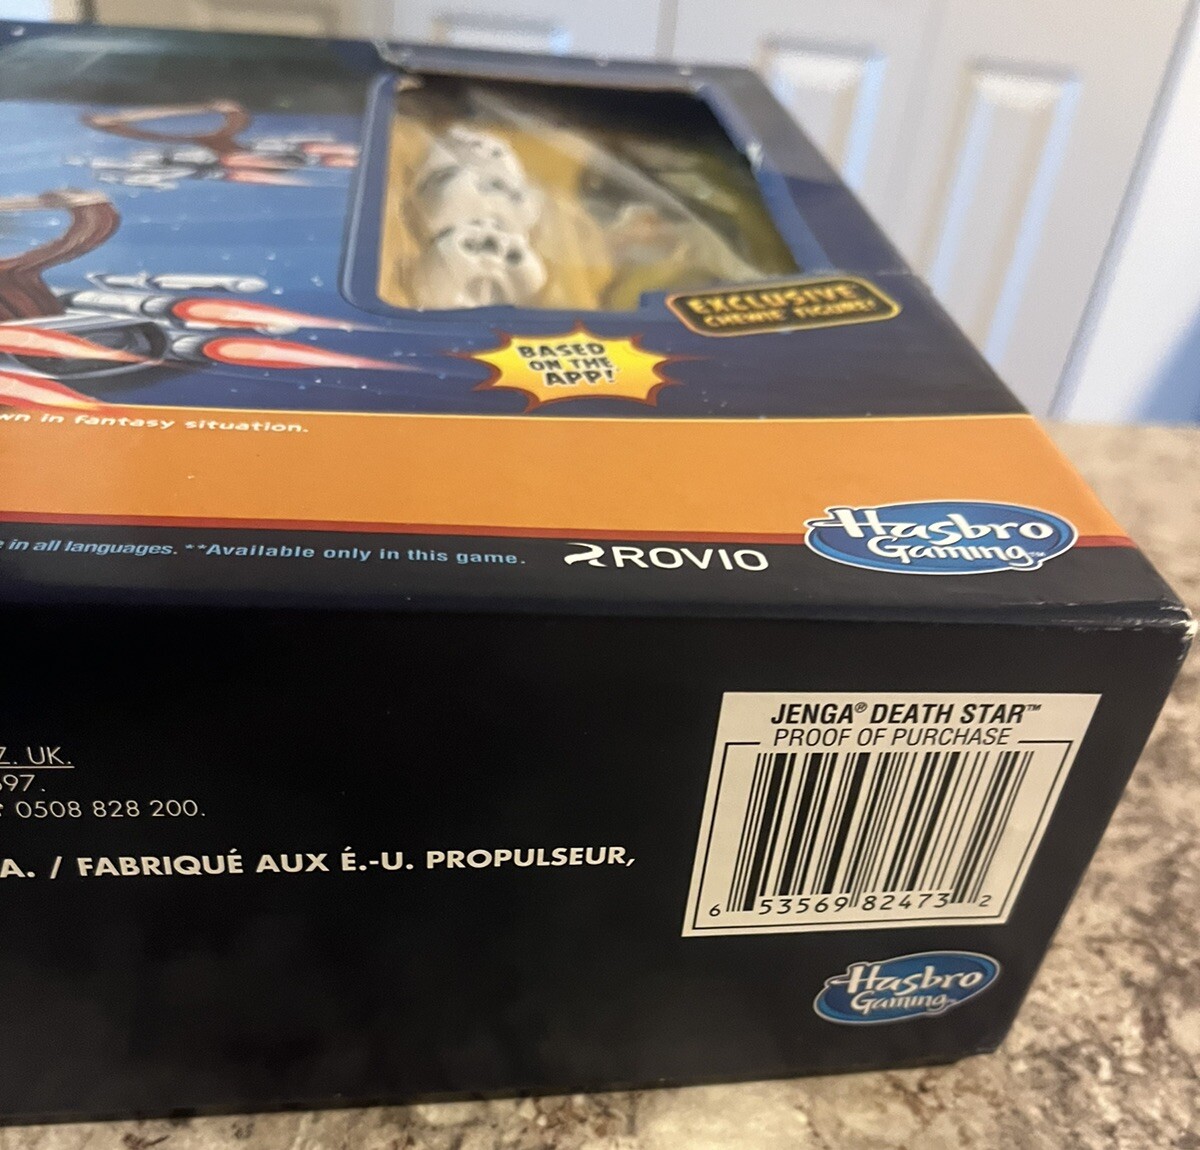 EXCLUSIVE
CHEWIE FIGURE!
BASED
ON THE
APP!
wn in fantasy situation.
e in all languages. **Available only in this game.
ROVIO
Hasbro
Gaming™
JENGA® DEATH STAR™
PROOF OF PURCHASE
6 53569 82473 2
Z. UK.
97.
0508 828 200.
A. / FABRIQUÉ AUX É.-U. PROPULSEUR,
Hasbro
Gaming